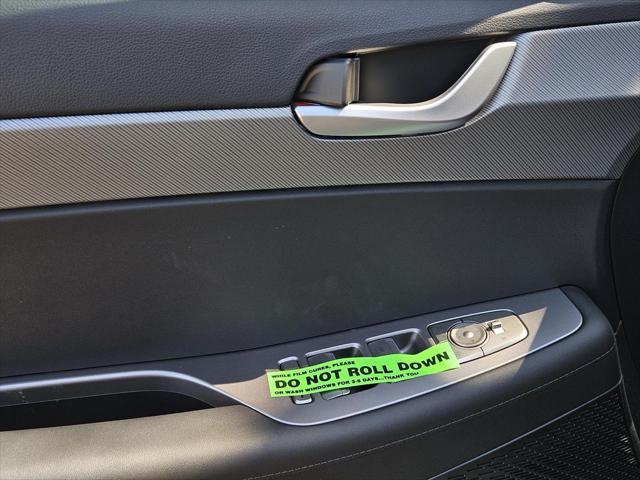 WHILE FILM CURES, PLEASE
DO NOT ROLL DOWN
OR WASH WINDOWS FOR 3-5 DAYS...THANK YOU